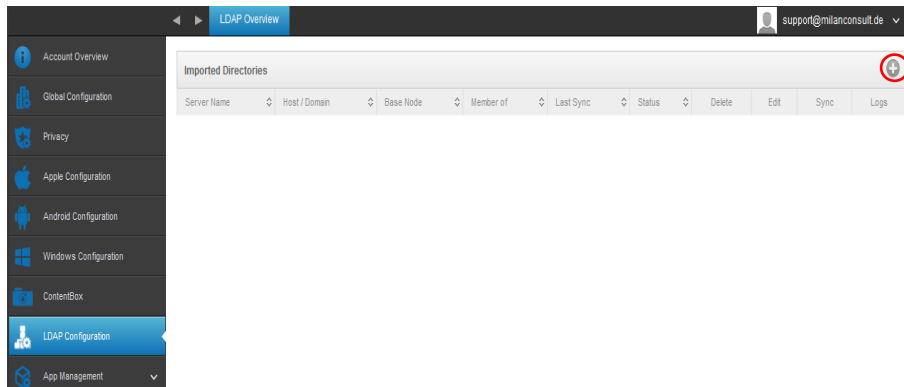 LDAP Overview
support@milanconsult.de
Account Overview
Global Configuration
Privacy
Apple Configuration
Android Configuration
Windows Configuration
ContentBox
LDAP Configuration
App Management
Imported Directories
Server Name Host / Domain Base Node Member of Last Sync Status Delete Edit Sync Logs